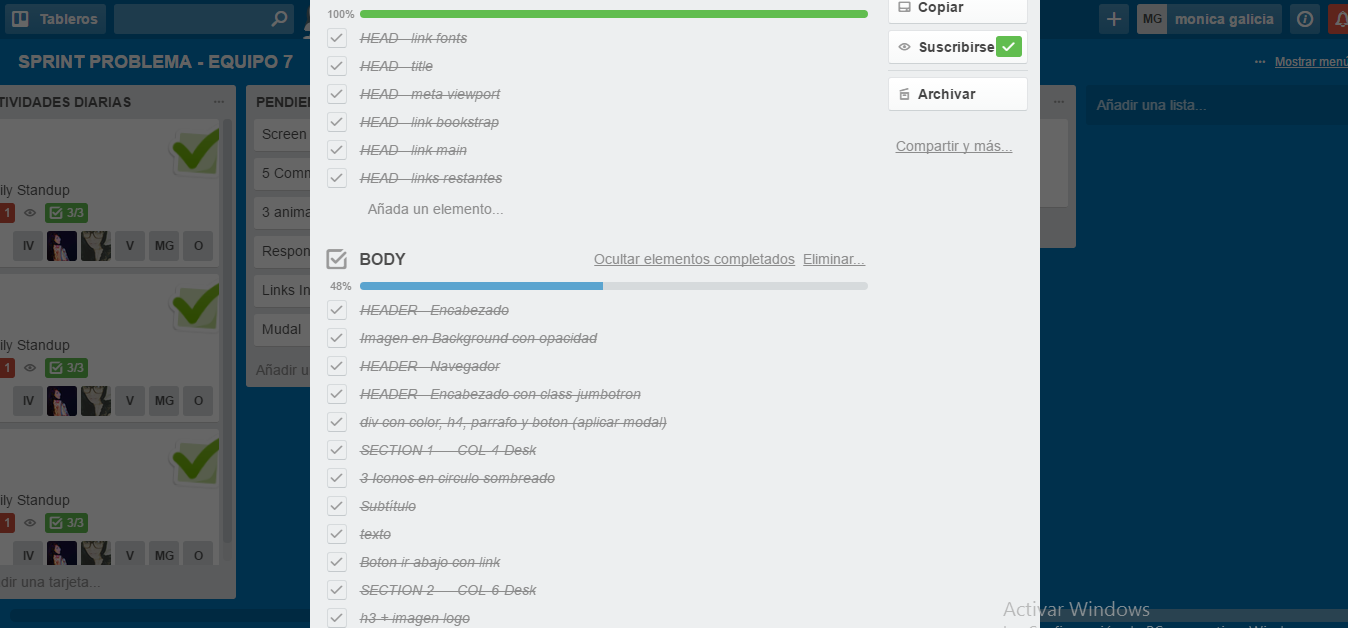 Tableros
MG monica galicia
SPRINT PROBLEMA - EQUIPO 7
... Mostrar menú
TIVIDADES DIARIAS ...
ily Standup
1 3/3
IV V MG O
ily Standup
1 3/3
IV V MG O
ily Standup
1 3/3
IV V MG O
dir una tarjeta...
PENDIE
Screen
5 Com
3 anima
Respon
Links In
Mudal
Añadir u
100%
HEAD - link fonts
HEAD - title
HEAD - meta viewport
HEAD - link bookstrap
HEAD - link main
HEAD - links restantes
Añada un elemento...
BODY Ocultar elementos completados Eliminar...
48%
HEADER - Encabezado
Imagen en Background con opacidad
HEADER - Navegador
HEADER - Encabezado con class jumbotron
div con color, h4, parrafo y boton (aplicar modal)
SECTION 1 --- COL-4-Desk
3 Iconos en circulo sombreado
Subtítulo
texto
Boton ir abajo con link
SECTION 2 --- COL-6-Desk
h3 + imagen logo
Copiar
Suscribirse
Archivar
Compartir y más...
...
Añadir una lista...
Activar Windows